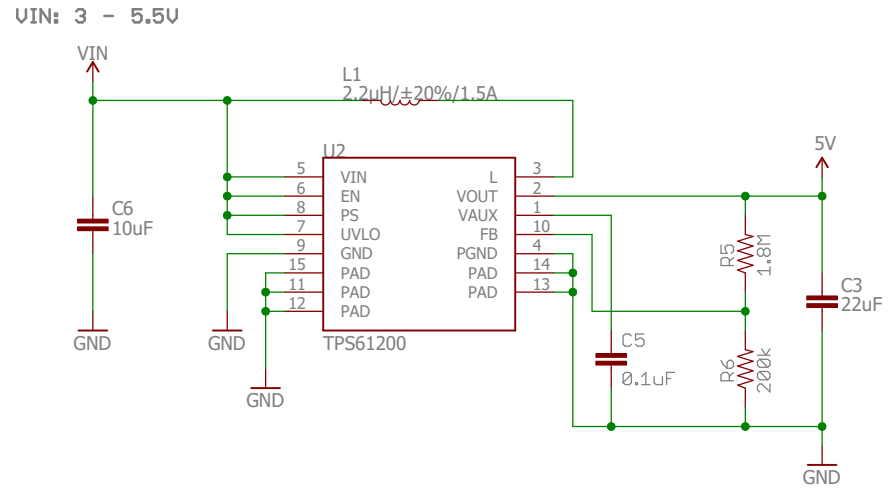 VIN: 3 - 5.5V
VIN
L1
2.2µH/±20%/1.5A
5V
U2
5 VIN L 3
6 EN VOUT 2
8 PS VAUX 1
7 UVLO FB 10
9 GND PGND 4
15 PAD PAD 14
11 PAD PAD 13
12 PAD
TPS61200
C6
10uF
R5
1.8M
C3
22uF
C5
0.1uF
R6
200k
GND
GND
GND
GND